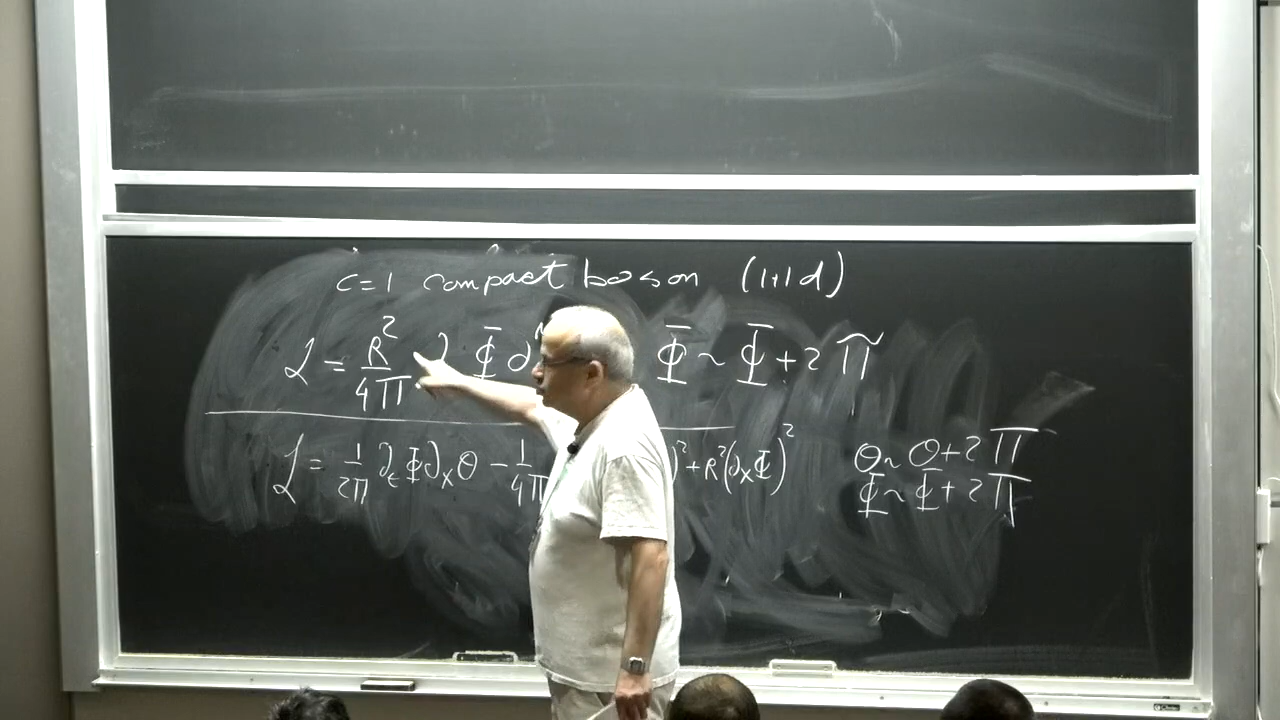 c=1 compact boson (1+1d)
ℒ = R²/4π ∂ Φ ∂ Φ ~ Φ + 2π
ℒ = 1/2π ∂ₜΦ∂ₓθ − 1/4π )² + R²(∂ₓΦ)² θ ~ θ + 2π
Φ ~ Φ + 2π